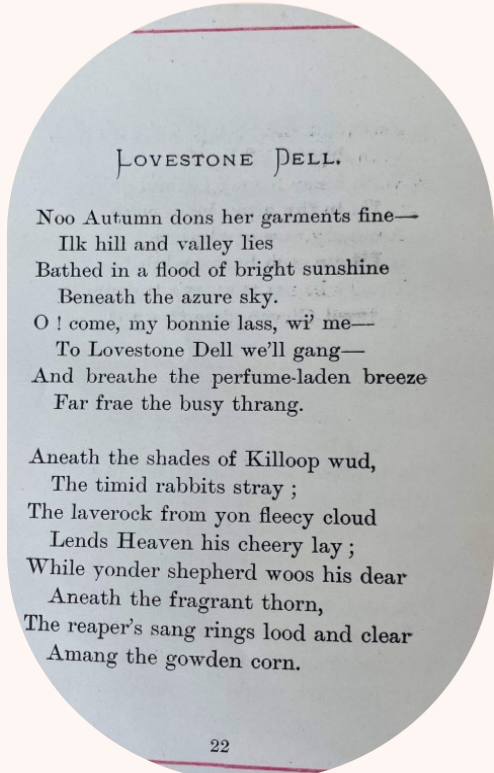 LOVESTONE DELL.
Noo Autumn dons her garments fine—
Ilk hill and valley lies
Bathed in a flood of bright sunshine
Beneath the azure sky.
O ! come, my bonnie lass, wi' me—
To Lovestone Dell we'll gang—
And breathe the perfume-laden breeze
Far frae the busy thrang.
Aneath the shades of Killoop wud,
The timid rabbits stray ;
The laverock from yon fleecy cloud
Lends Heaven his cheery lay ;
While yonder shepherd woos his dear
Aneath the fragrant thorn,
The reaper's sang rings lood and clear
Amang the gowden corn.
22